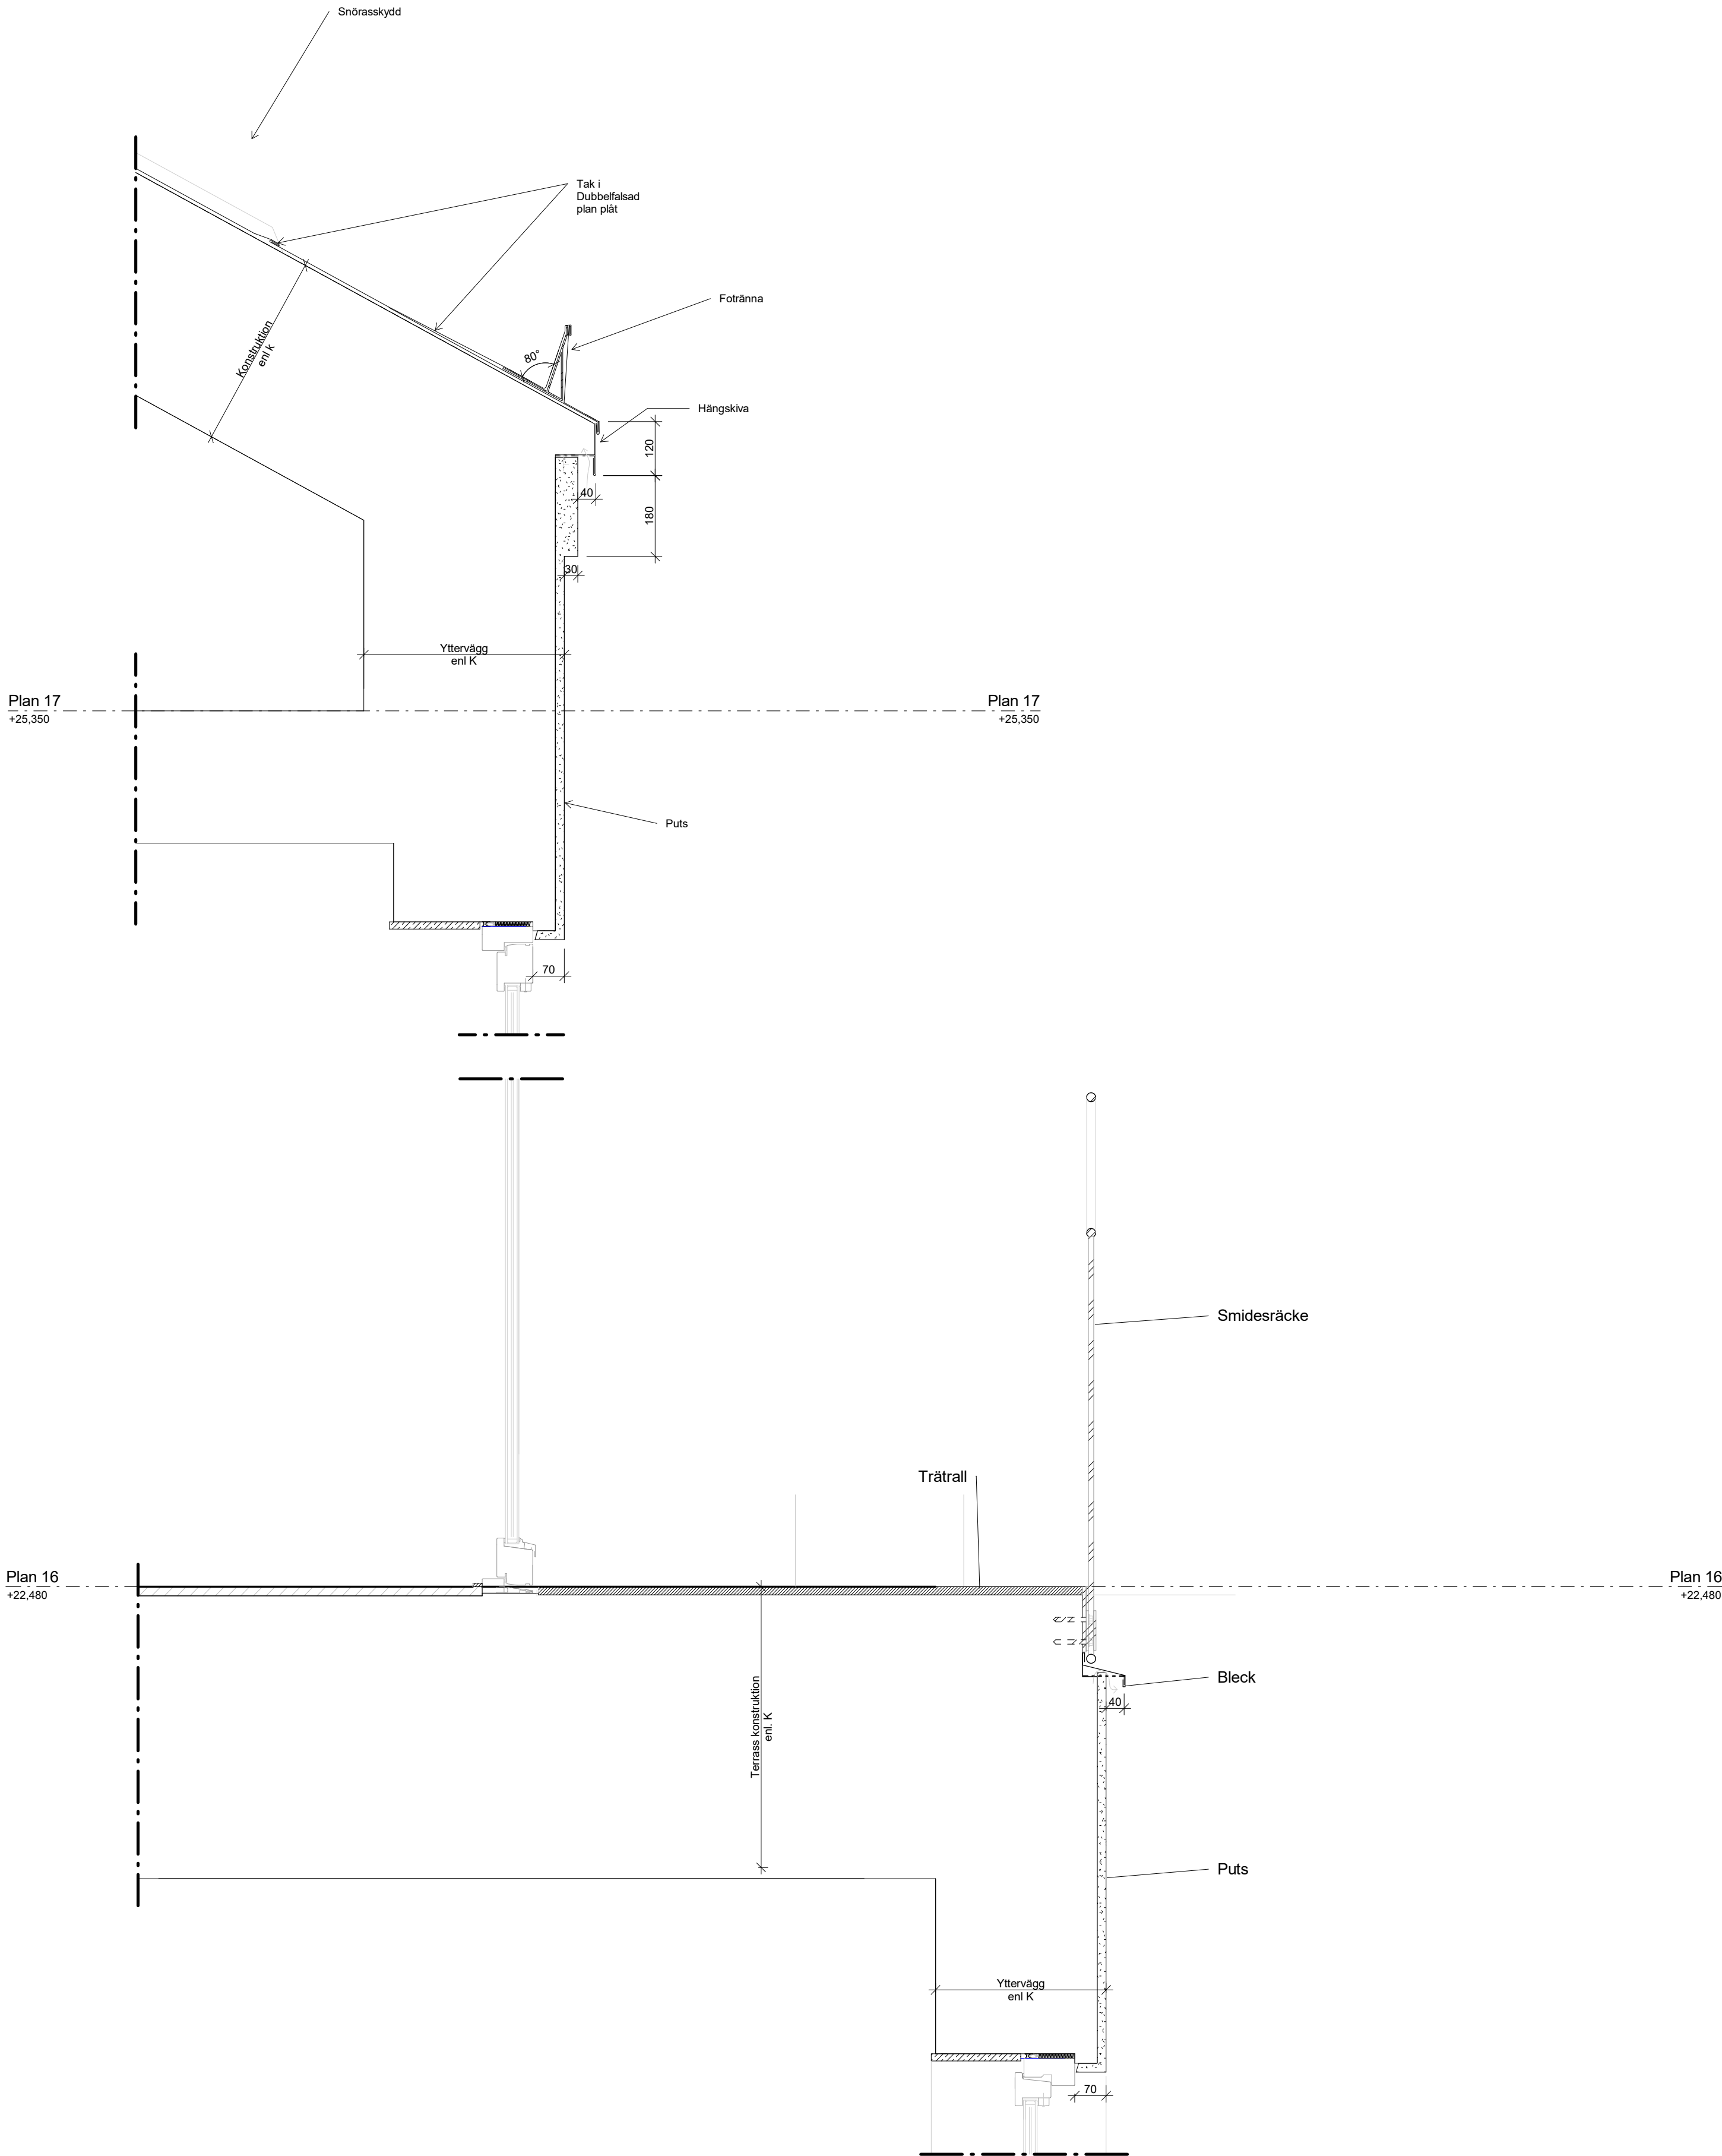 Snörasskydd
Tak i
Dubbelfalsad
plan plåt
Fotränna
80°
Konstruktion
enl k
Hängskiva
120
40
180
30
Yttervägg
enl K
Plan 17
+25,350
Plan 17
+25,350
Puts
70
Smidesräcke
Trätrall
Plan 16
+22,480
Plan 16
+22,480
Bleck
40
Terrass konstruktion
enl. K
Puts
Yttervägg
enl K
70